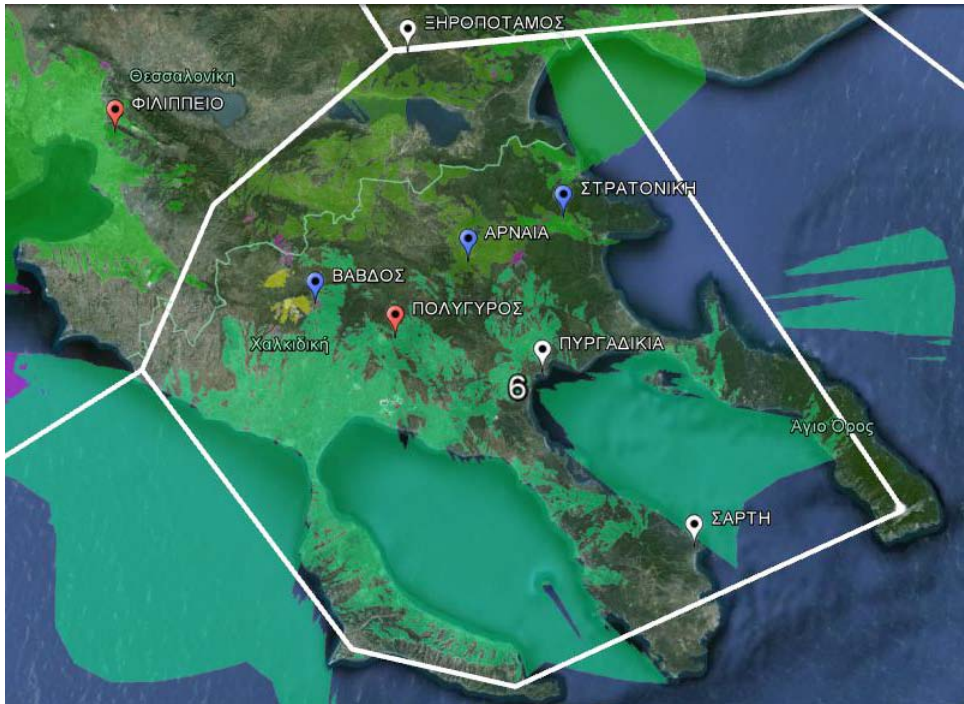 ΞΗΡΟΠΟΤΑΜΟΣ
Θεσσαλονίκη
ΦΙΛΙΠΠΕΙΟ
ΣΤΡΑΤΟΝΙΚΗ
ΑΡΝΑΙΑ
ΒΑΒΔΟΣ
ΠΟΛΥΓΥΡΟΣ
Χαλκιδική
ΠΥΡΓΑΔΙΚΙΑ
6
Άγιο Όρος
ΣΑΡΤΗ